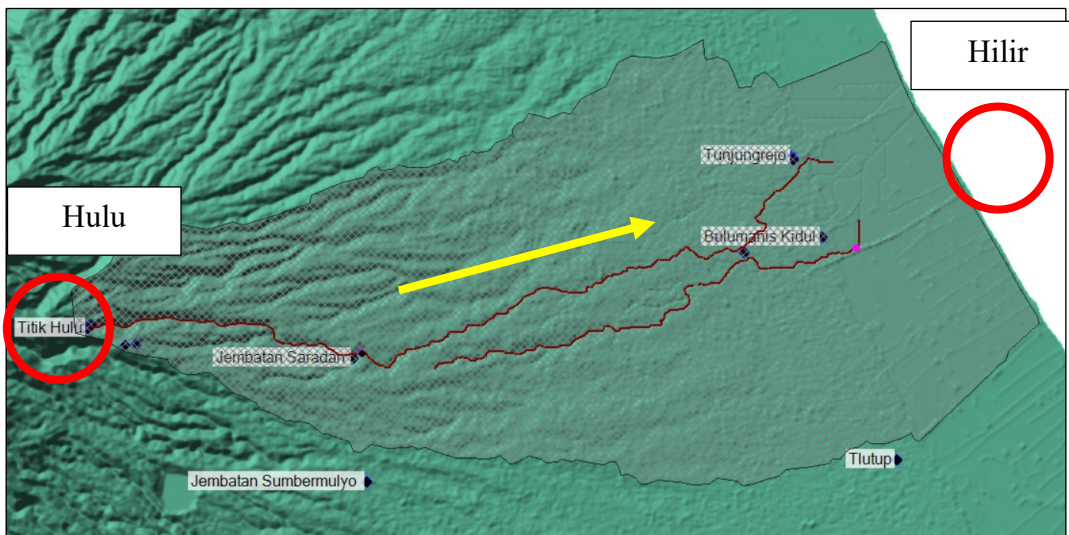 Hilir
Tunjungrejo
Hulu
Bulumanis Kidul
Titik Hulu
Jembatan Saradan
Tlutup
Jembatan Sumbermulyo